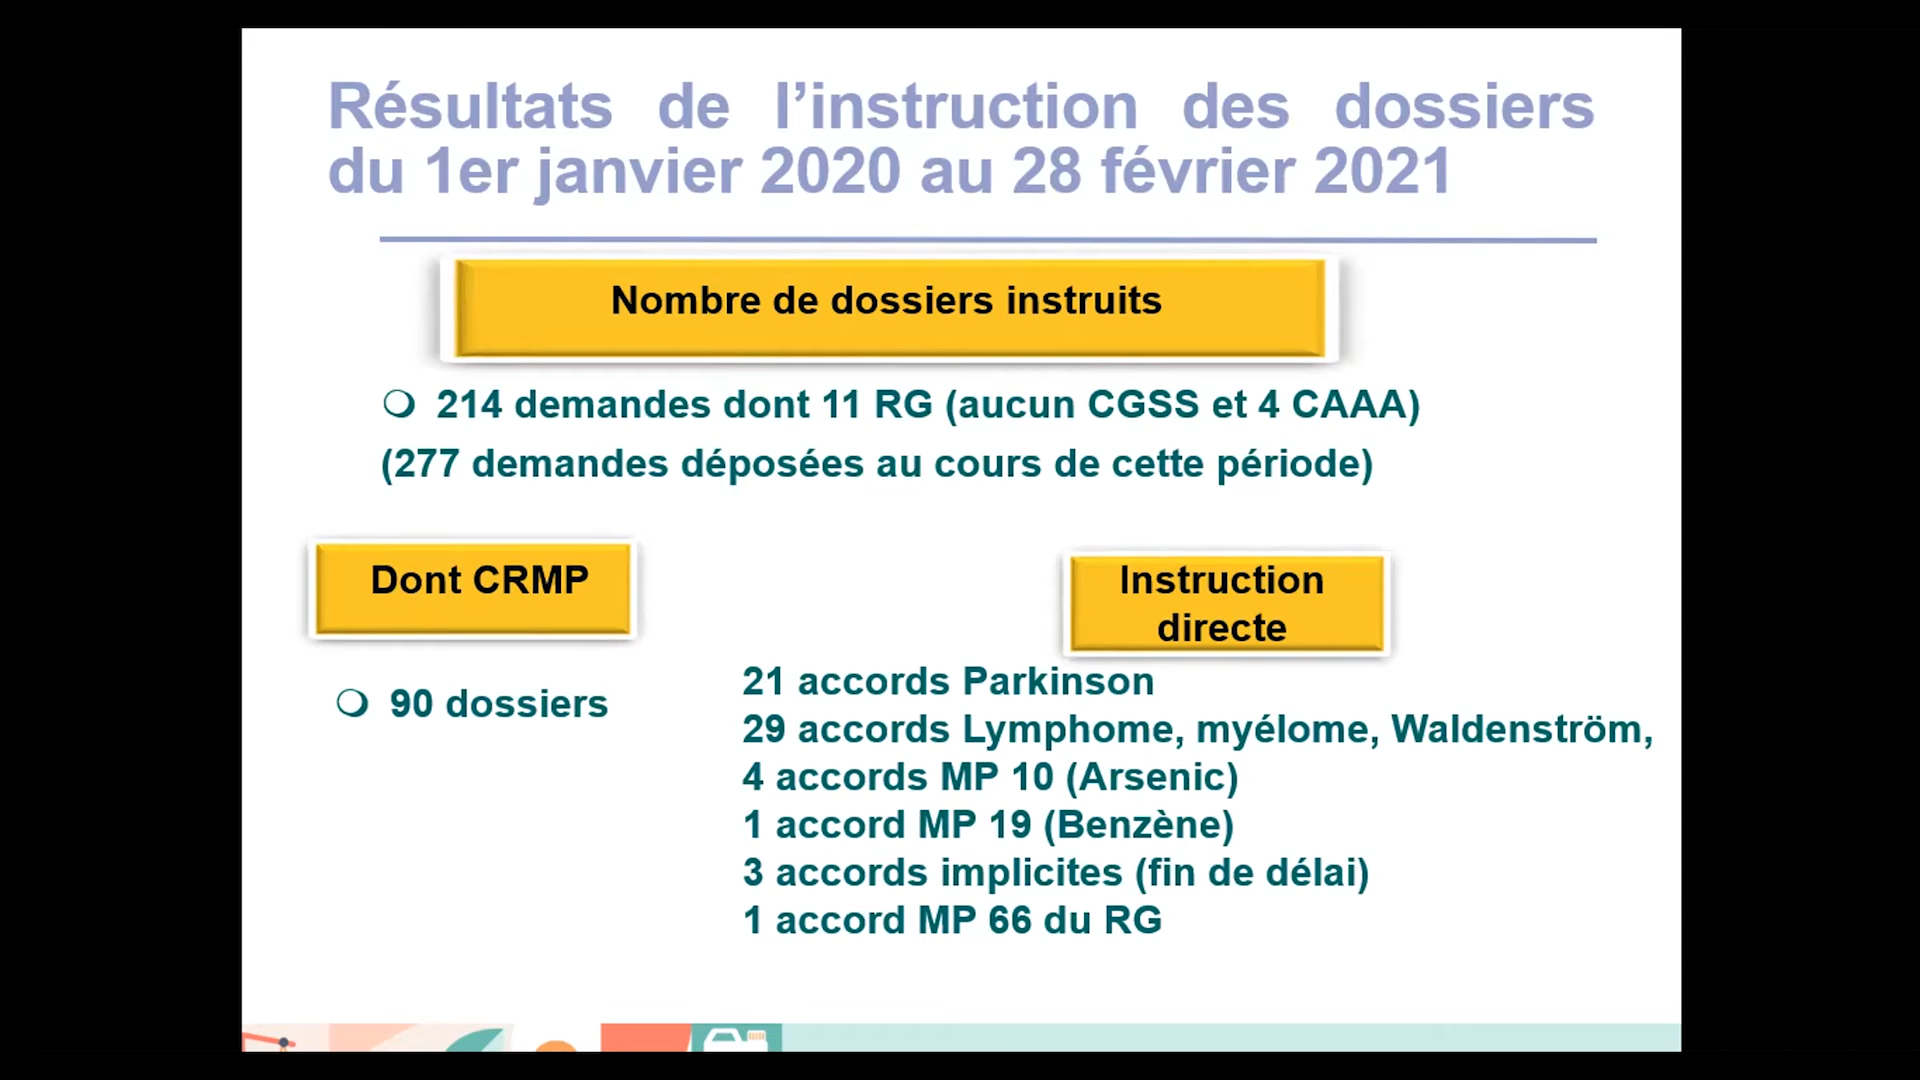 Résultats de l’instruction des dossiers
du 1er janvier 2020 au 28 février 2021
Nombre de dossiers instruits
214 demandes dont 11 RG (aucun CGSS et 4 CAAA)
(277 demandes déposées au cours de cette période)
Dont CRMP
90 dossiers
Instruction
directe
21 accords Parkinson
29 accords Lymphome, myélome, Waldenström,
4 accords MP 10 (Arsenic)
1 accord MP 19 (Benzène)
3 accords implicites (fin de délai)
1 accord MP 66 du RG